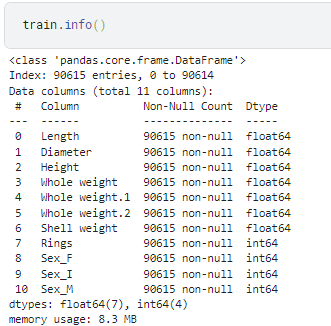 train.info()
<class 'pandas.core.frame.DataFrame'>
Index: 90615 entries, 0 to 90614
Data columns (total 11 columns):
 #   Column          Non-Null Count  Dtype
---  ------          --------------  -----
 0   Length          90615 non-null  float64
 1   Diameter        90615 non-null  float64
 2   Height          90615 non-null  float64
 3   Whole weight    90615 non-null  float64
 4   Whole weight.1  90615 non-null  float64
 5   Whole weight.2  90615 non-null  float64
 6   Shell weight    90615 non-null  float64
 7   Rings           90615 non-null  int64
 8   Sex_F           90615 non-null  int64
 9   Sex_I           90615 non-null  int64
 10  Sex_M           90615 non-null  int64
dtypes: float64(7), int64(4)
memory usage: 8.3 MB